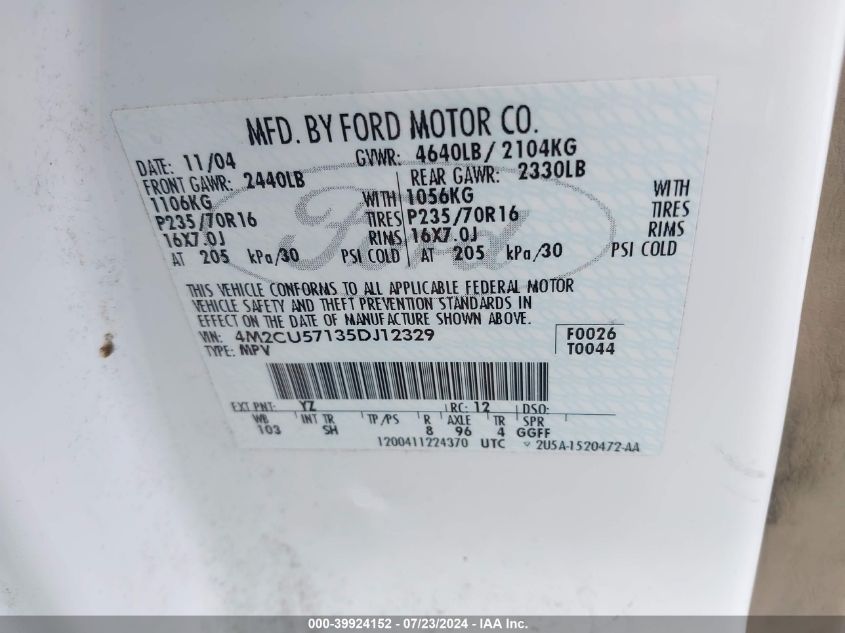 MFD. BY FORD MOTOR CO.
DATE: 11/04 GVWR: 4640LB/ 2104KG
FRONT GAWR: 2440LB REAR GAWR: 2330LB
1106KG WITH 1056KG WITH
P235/70R16 TIRES P235/70R16 TIRES
16X7.0J RIMS 16X7.0J RIMS
AT 205 kPa/30 PSI COLD AT 205 kPa/30 PSI COLD
Ford
THIS VEHICLE CONFORMS TO ALL APPLICABLE FEDERAL MOTOR
VEHICLE SAFETY AND THEFT PREVENTION STANDARDS IN
EFFECT ON THE DATE OF MANUFACTURE SHOWN ABOVE.
VIN: 4M2CU57135DJ12329 F0026
TYPE: MPV T0044
EXT PNT: YZ RC: 12 DSO:
WB INT TR TP/PS R AXLE TR SPR
103 SH 8 96 4 GGFF
1200411224370 UTC 2U5A-1520472-AA
000-39924152 - 07/23/2024 - IAA Inc.